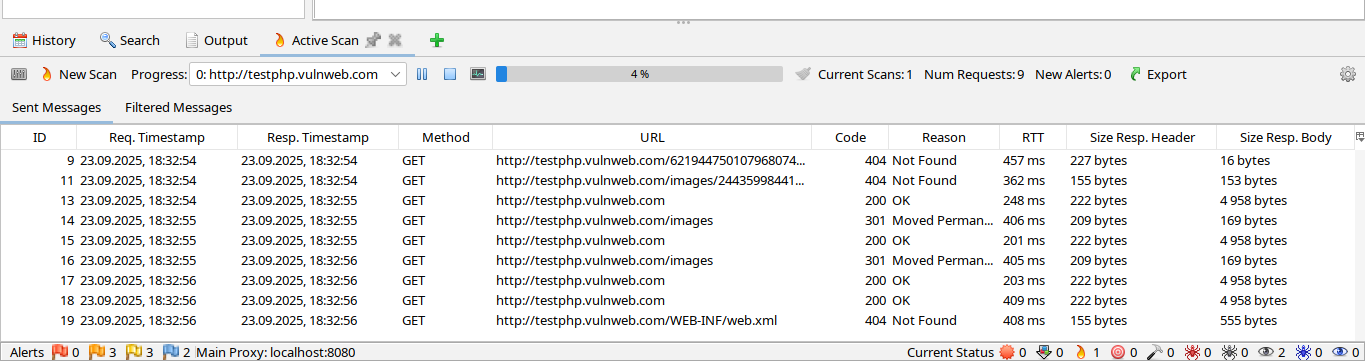 History Search Output Active Scan
New Scan Progress: 0: http://testphp.vulnweb.com 4 % Current Scans: 1 Num Requests: 9 New Alerts: 0 Export
Sent Messages Filtered Messages
ID Req. Timestamp Resp. Timestamp Method URL Code Reason RTT Size Resp. Header Size Resp. Body
9 23.09.2025, 18:32:54 23.09.2025, 18:32:54 GET http://testphp.vulnweb.com/621944750107968074... 404 Not Found 457 ms 227 bytes 16 bytes
11 23.09.2025, 18:32:54 23.09.2025, 18:32:54 GET http://testphp.vulnweb.com/images/24435998441... 404 Not Found 362 ms 155 bytes 153 bytes
13 23.09.2025, 18:32:54 23.09.2025, 18:32:55 GET http://testphp.vulnweb.com 200 OK 248 ms 222 bytes 4 958 bytes
14 23.09.2025, 18:32:55 23.09.2025, 18:32:55 GET http://testphp.vulnweb.com/images 301 Moved Perman... 406 ms 209 bytes 169 bytes
15 23.09.2025, 18:32:55 23.09.2025, 18:32:55 GET http://testphp.vulnweb.com 200 OK 201 ms 222 bytes 4 958 bytes
16 23.09.2025, 18:32:55 23.09.2025, 18:32:56 GET http://testphp.vulnweb.com/images 301 Moved Perman... 405 ms 209 bytes 169 bytes
17 23.09.2025, 18:32:56 23.09.2025, 18:32:56 GET http://testphp.vulnweb.com 200 OK 203 ms 222 bytes 4 958 bytes
18 23.09.2025, 18:32:56 23.09.2025, 18:32:56 GET http://testphp.vulnweb.com 200 OK 409 ms 222 bytes 4 958 bytes
19 23.09.2025, 18:32:56 23.09.2025, 18:32:56 GET http://testphp.vulnweb.com/WEB-INF/web.xml 404 Not Found 408 ms 155 bytes 555 bytes
Alerts 0 3 3 2 Main Proxy: localhost:8080 Current Status 0 0 1 0 0 0 0 2 0 0